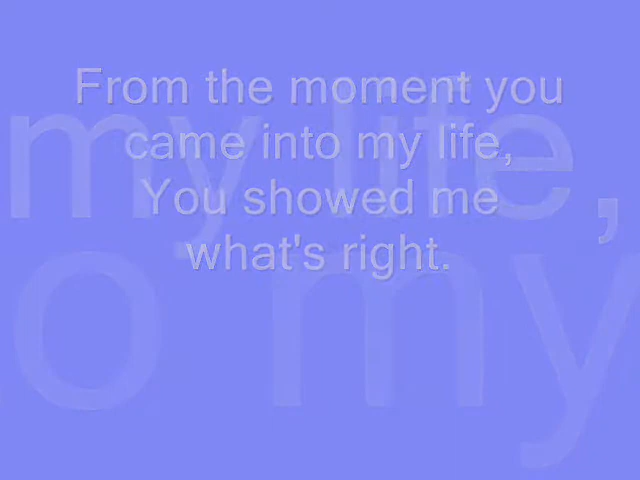 From the moment you
came into my life,
You showed me
what's right.
my life,
o my